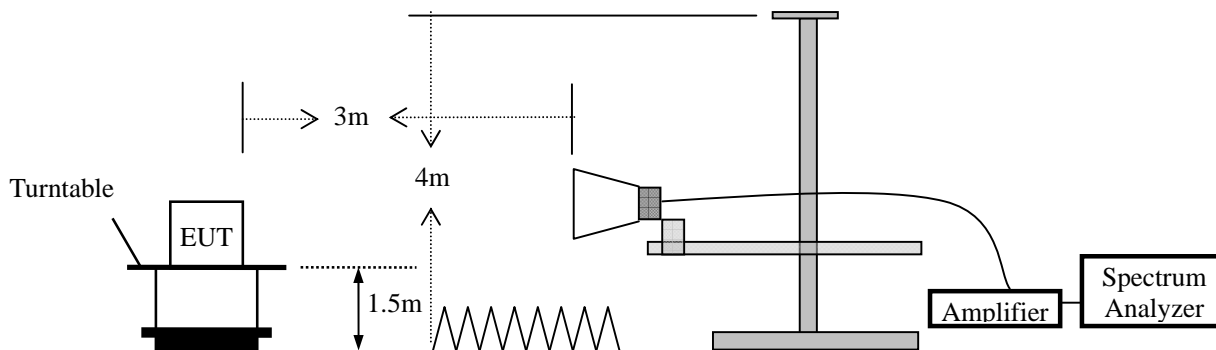 3m
4m
Turntable
EUT
1.5m
Amplifier
Spectrum
Analyzer